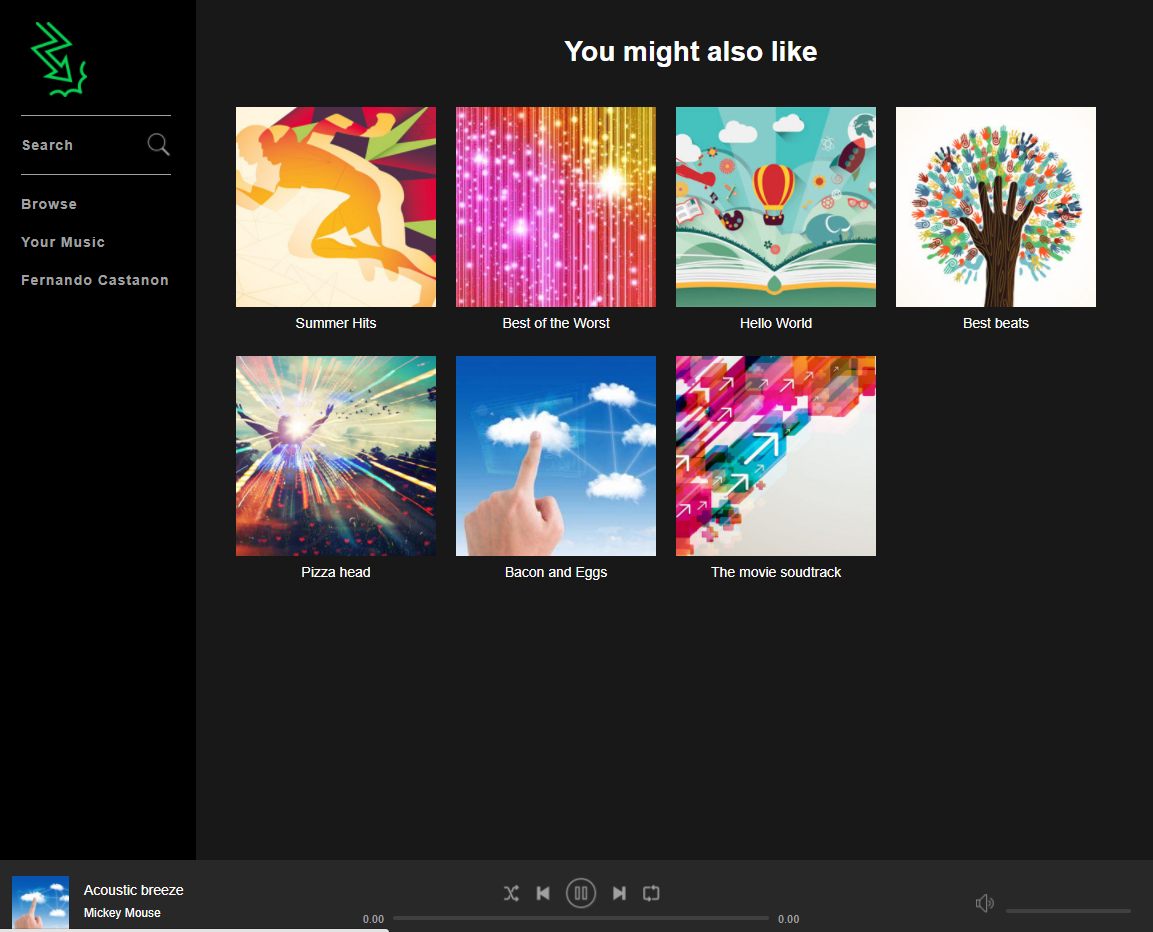 You might also like
Search
Browse
Your Music
Fernando Castanon
Summer Hits
Best of the Worst
Hello World
Best beats
Pizza head
Bacon and Eggs
The movie soudtrack
Acoustic breeze
Mickey Mouse
0.00
0.00